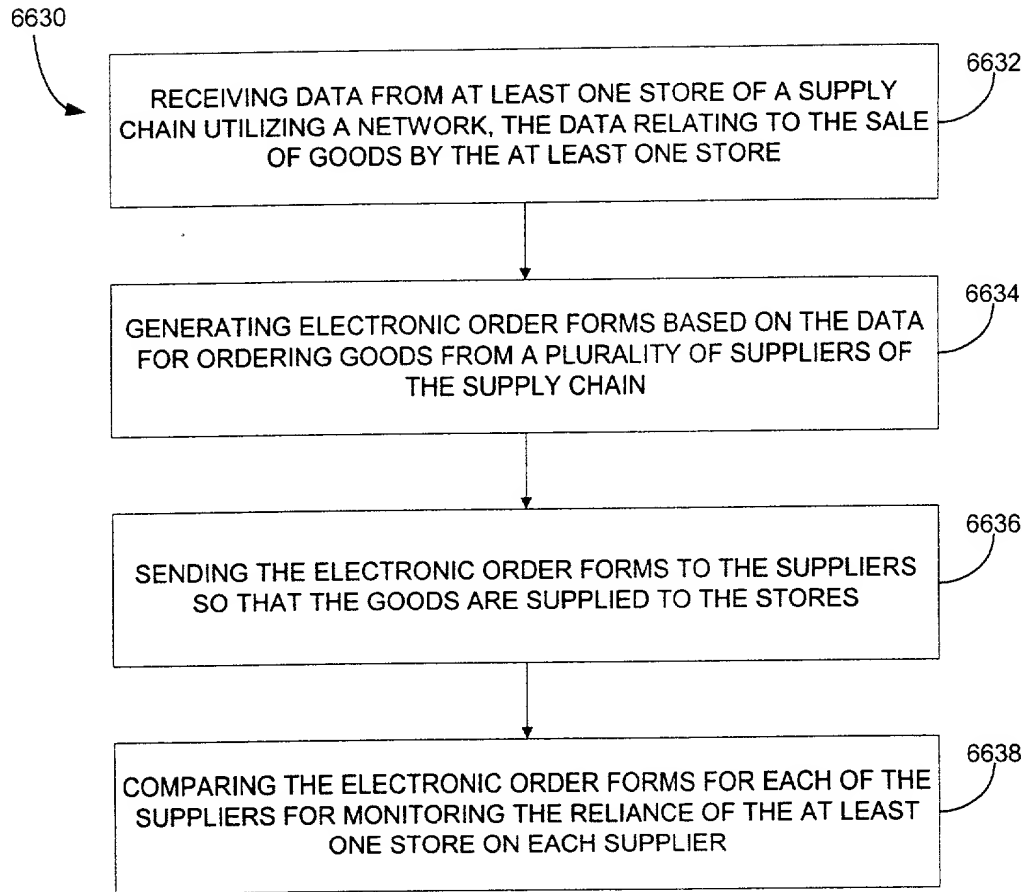 6630
6632
RECEIVING DATA FROM AT LEAST ONE STORE OF A SUPPLY
CHAIN UTILIZING A NETWORK, THE DATA RELATING TO THE SALE
OF GOODS BY THE AT LEAST ONE STORE
6634
GENERATING ELECTRONIC ORDER FORMS BASED ON THE DATA
FOR ORDERING GOODS FROM A PLURALITY OF SUPPLIERS OF
THE SUPPLY CHAIN
6636
SENDING THE ELECTRONIC ORDER FORMS TO THE SUPPLIERS
SO THAT THE GOODS ARE SUPPLIED TO THE STORES
6638
COMPARING THE ELECTRONIC ORDER FORMS FOR EACH OF THE
SUPPLIERS FOR MONITORING THE RELIANCE OF THE AT LEAST
ONE STORE ON EACH SUPPLIER